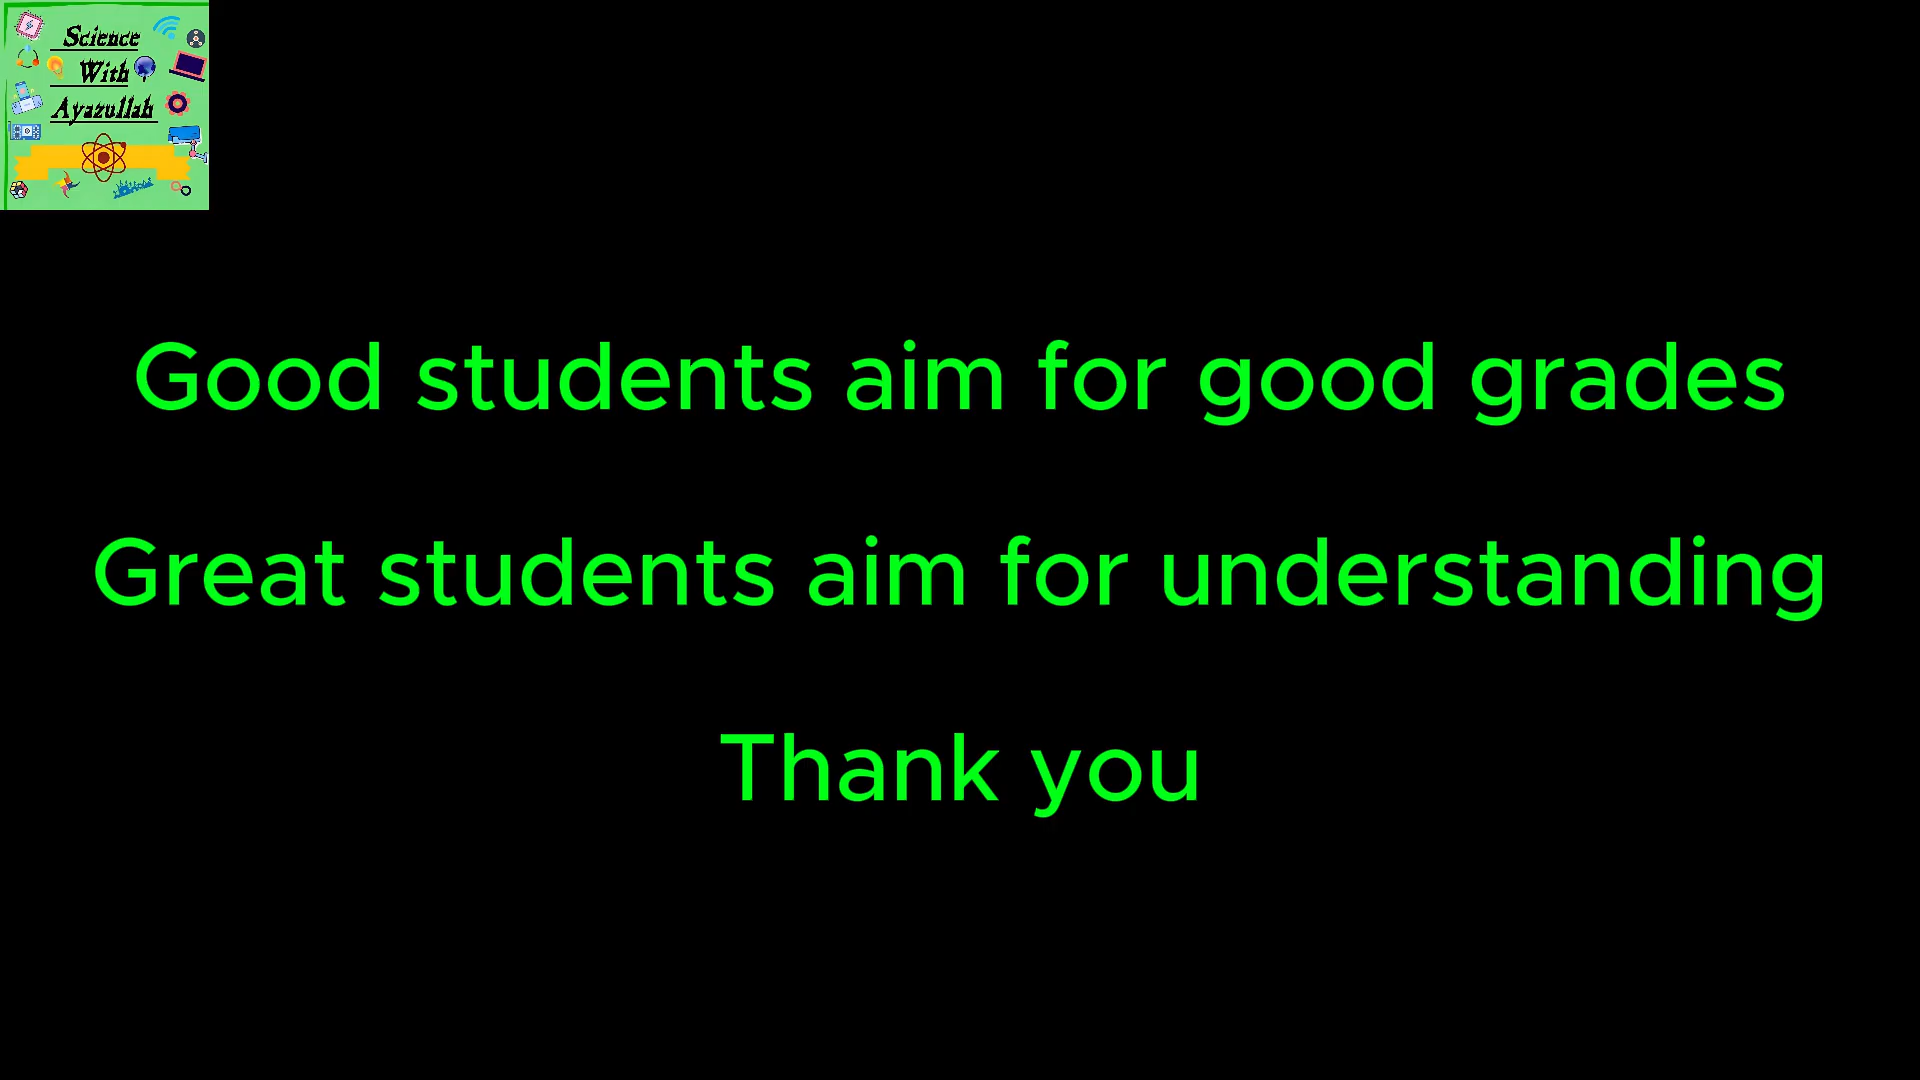 Science
With
Ayazullah
Good students aim for good grades
Great students aim for understanding
Thank you